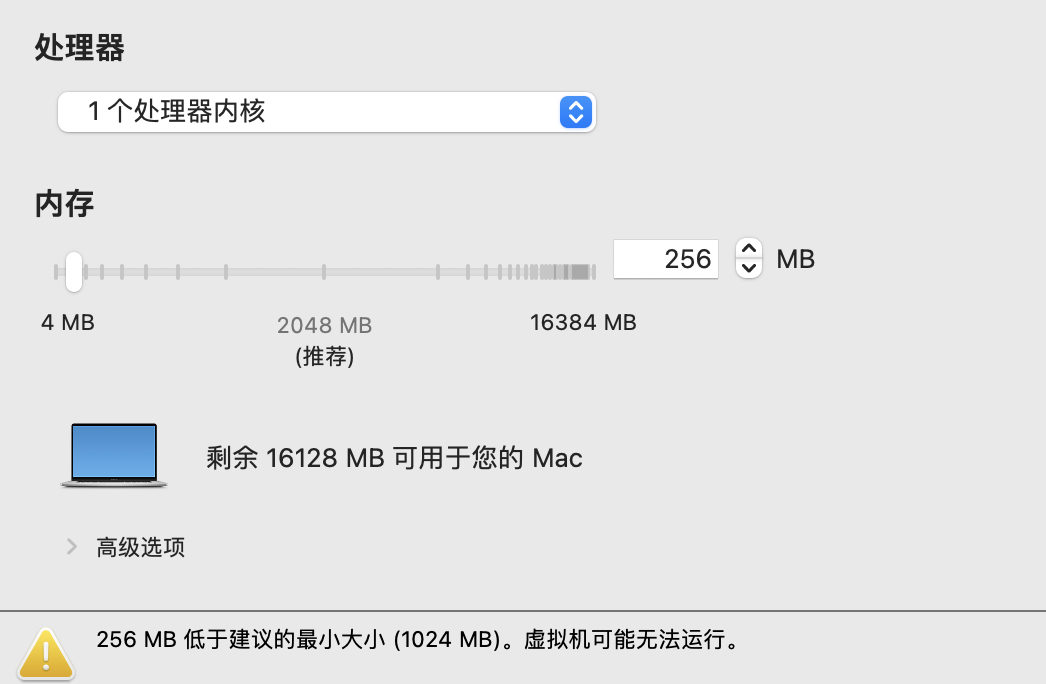 处理器
1 个处理器内核
内存
256 MB
4 MB
2048 MB
16384 MB
(推荐)
剩余 16128 MB 可用于您的 Mac
高级选项
256 MB 低于建议的最小大小 (1024 MB)。虚拟机可能无法运行。